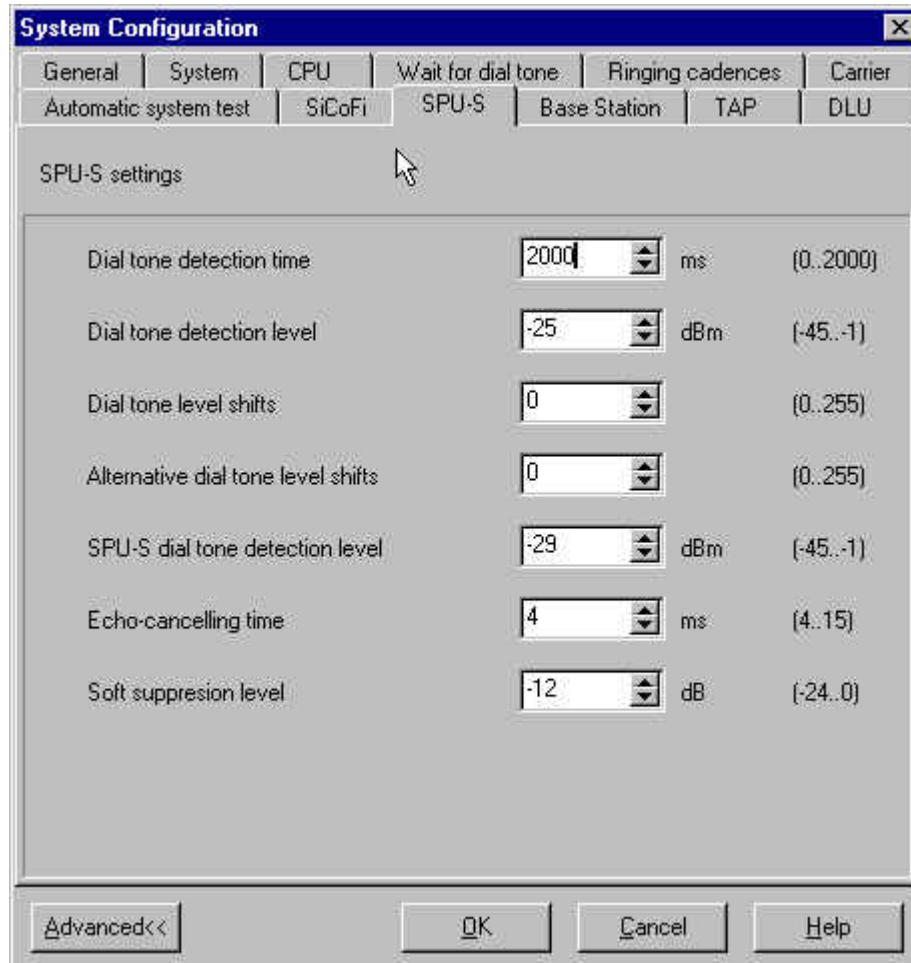 System Configuration
General System CPU Wait for dial tone Ringing cadences Carrier
Automatic system test SiCoFi SPU-S Base Station TAP DLU
SPU-S settings
Dial tone detection time 2000 ms (0..2000)
Dial tone detection level -25 dBm (-45..-1)
Dial tone level shifts 0 (0..255)
Alternative dial tone level shifts 0 (0..255)
SPU-S dial tone detection level -29 dBm (-45..-1)
Echo-cancelling time 4 ms (4..15)
Soft suppresion level -12 dB (-24..0)
Advanced<< OK Cancel Help